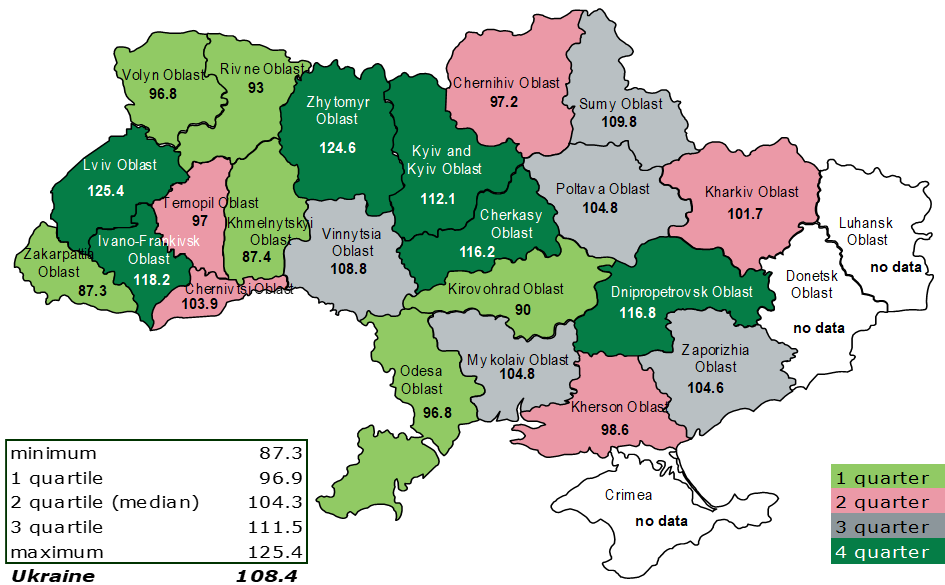 Volyn Oblast
96.8
Rivne Oblast
93
Zhytomyr
Oblast
124.6
Chernihiv Oblast
97.2
Sumy Oblast
109.8
Kyiv and
Kyiv Oblast
112.1
Lviv Oblast
125.4
Ternopil Oblast
97
Khmelnytskyi
Oblast
87.4
Ivano-Frankivsk
Oblast
118.2
Zakarpattia
Oblast
87.3
Chernivtsi Oblast
103.9
Vinnytsia
Oblast
108.8
Cherkasy
Oblast
116.2
Poltava Oblast
104.8
Kharkiv Oblast
101.7
Luhansk
Oblast
no data
Donetsk
Oblast
no data
Kirovohrad Oblast
90
Dnipropetrovsk Oblast
116.8
Odesa
Oblast
96.8
Mykolaiv Oblast
104.8
Zaporizhia
Oblast
104.6
Kherson Oblast
98.6
Crimea
no data
minimum 87.3
1 quartile 96.9
2 quartile (median) 104.3
3 quartile 111.5
maximum 125.4
Ukraine 108.4
1 quarter
2 quarter
3 quarter
4 quarter